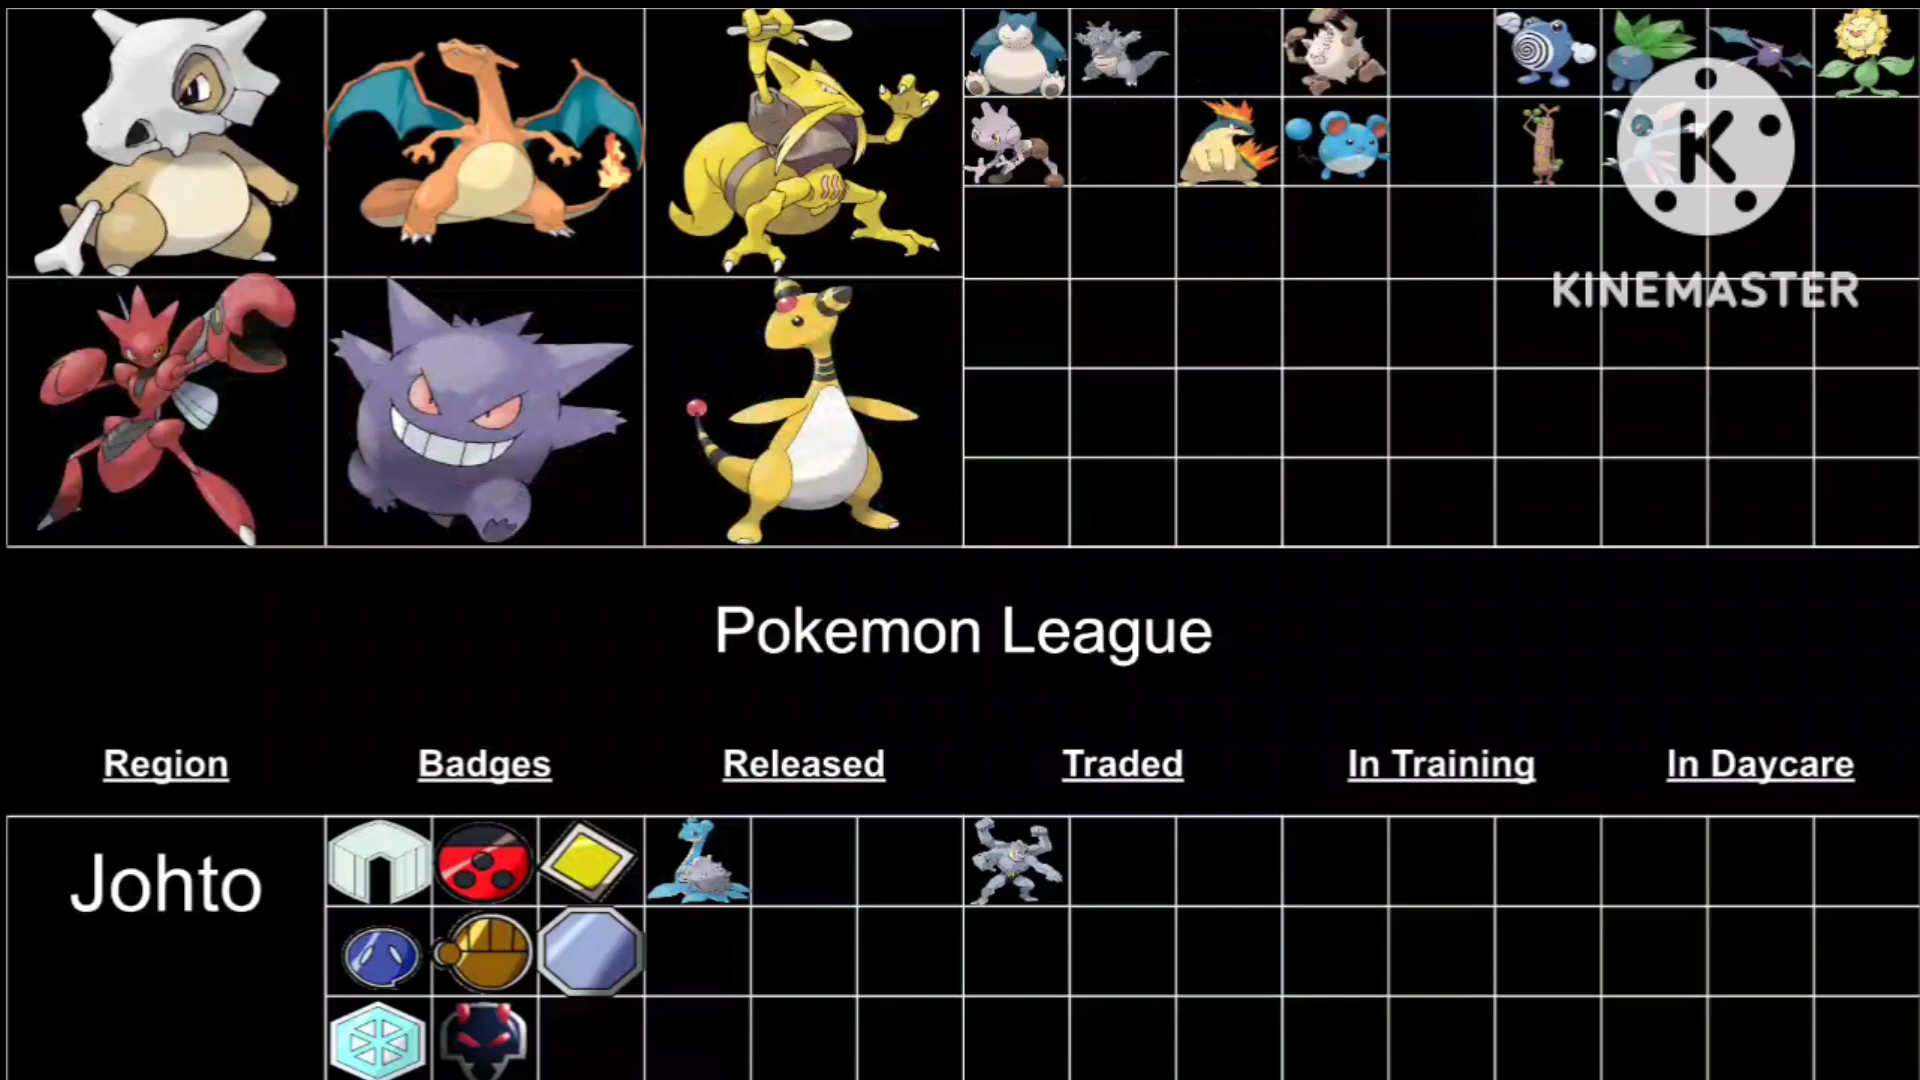 K
KINEMASTER
Pokemon League
Region Badges Released Traded In Training In Daycare
Johto